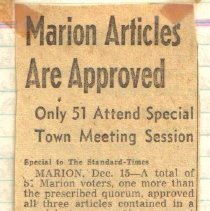 Marion Articles
Are Approved
Only 51 Attend Special
Town Meeting Session
Special to The Standard-Times
MARION, Dec. 15—A total of
51 Marion voters, one more than
the prescribed quorum, approved
all three articles contained in a